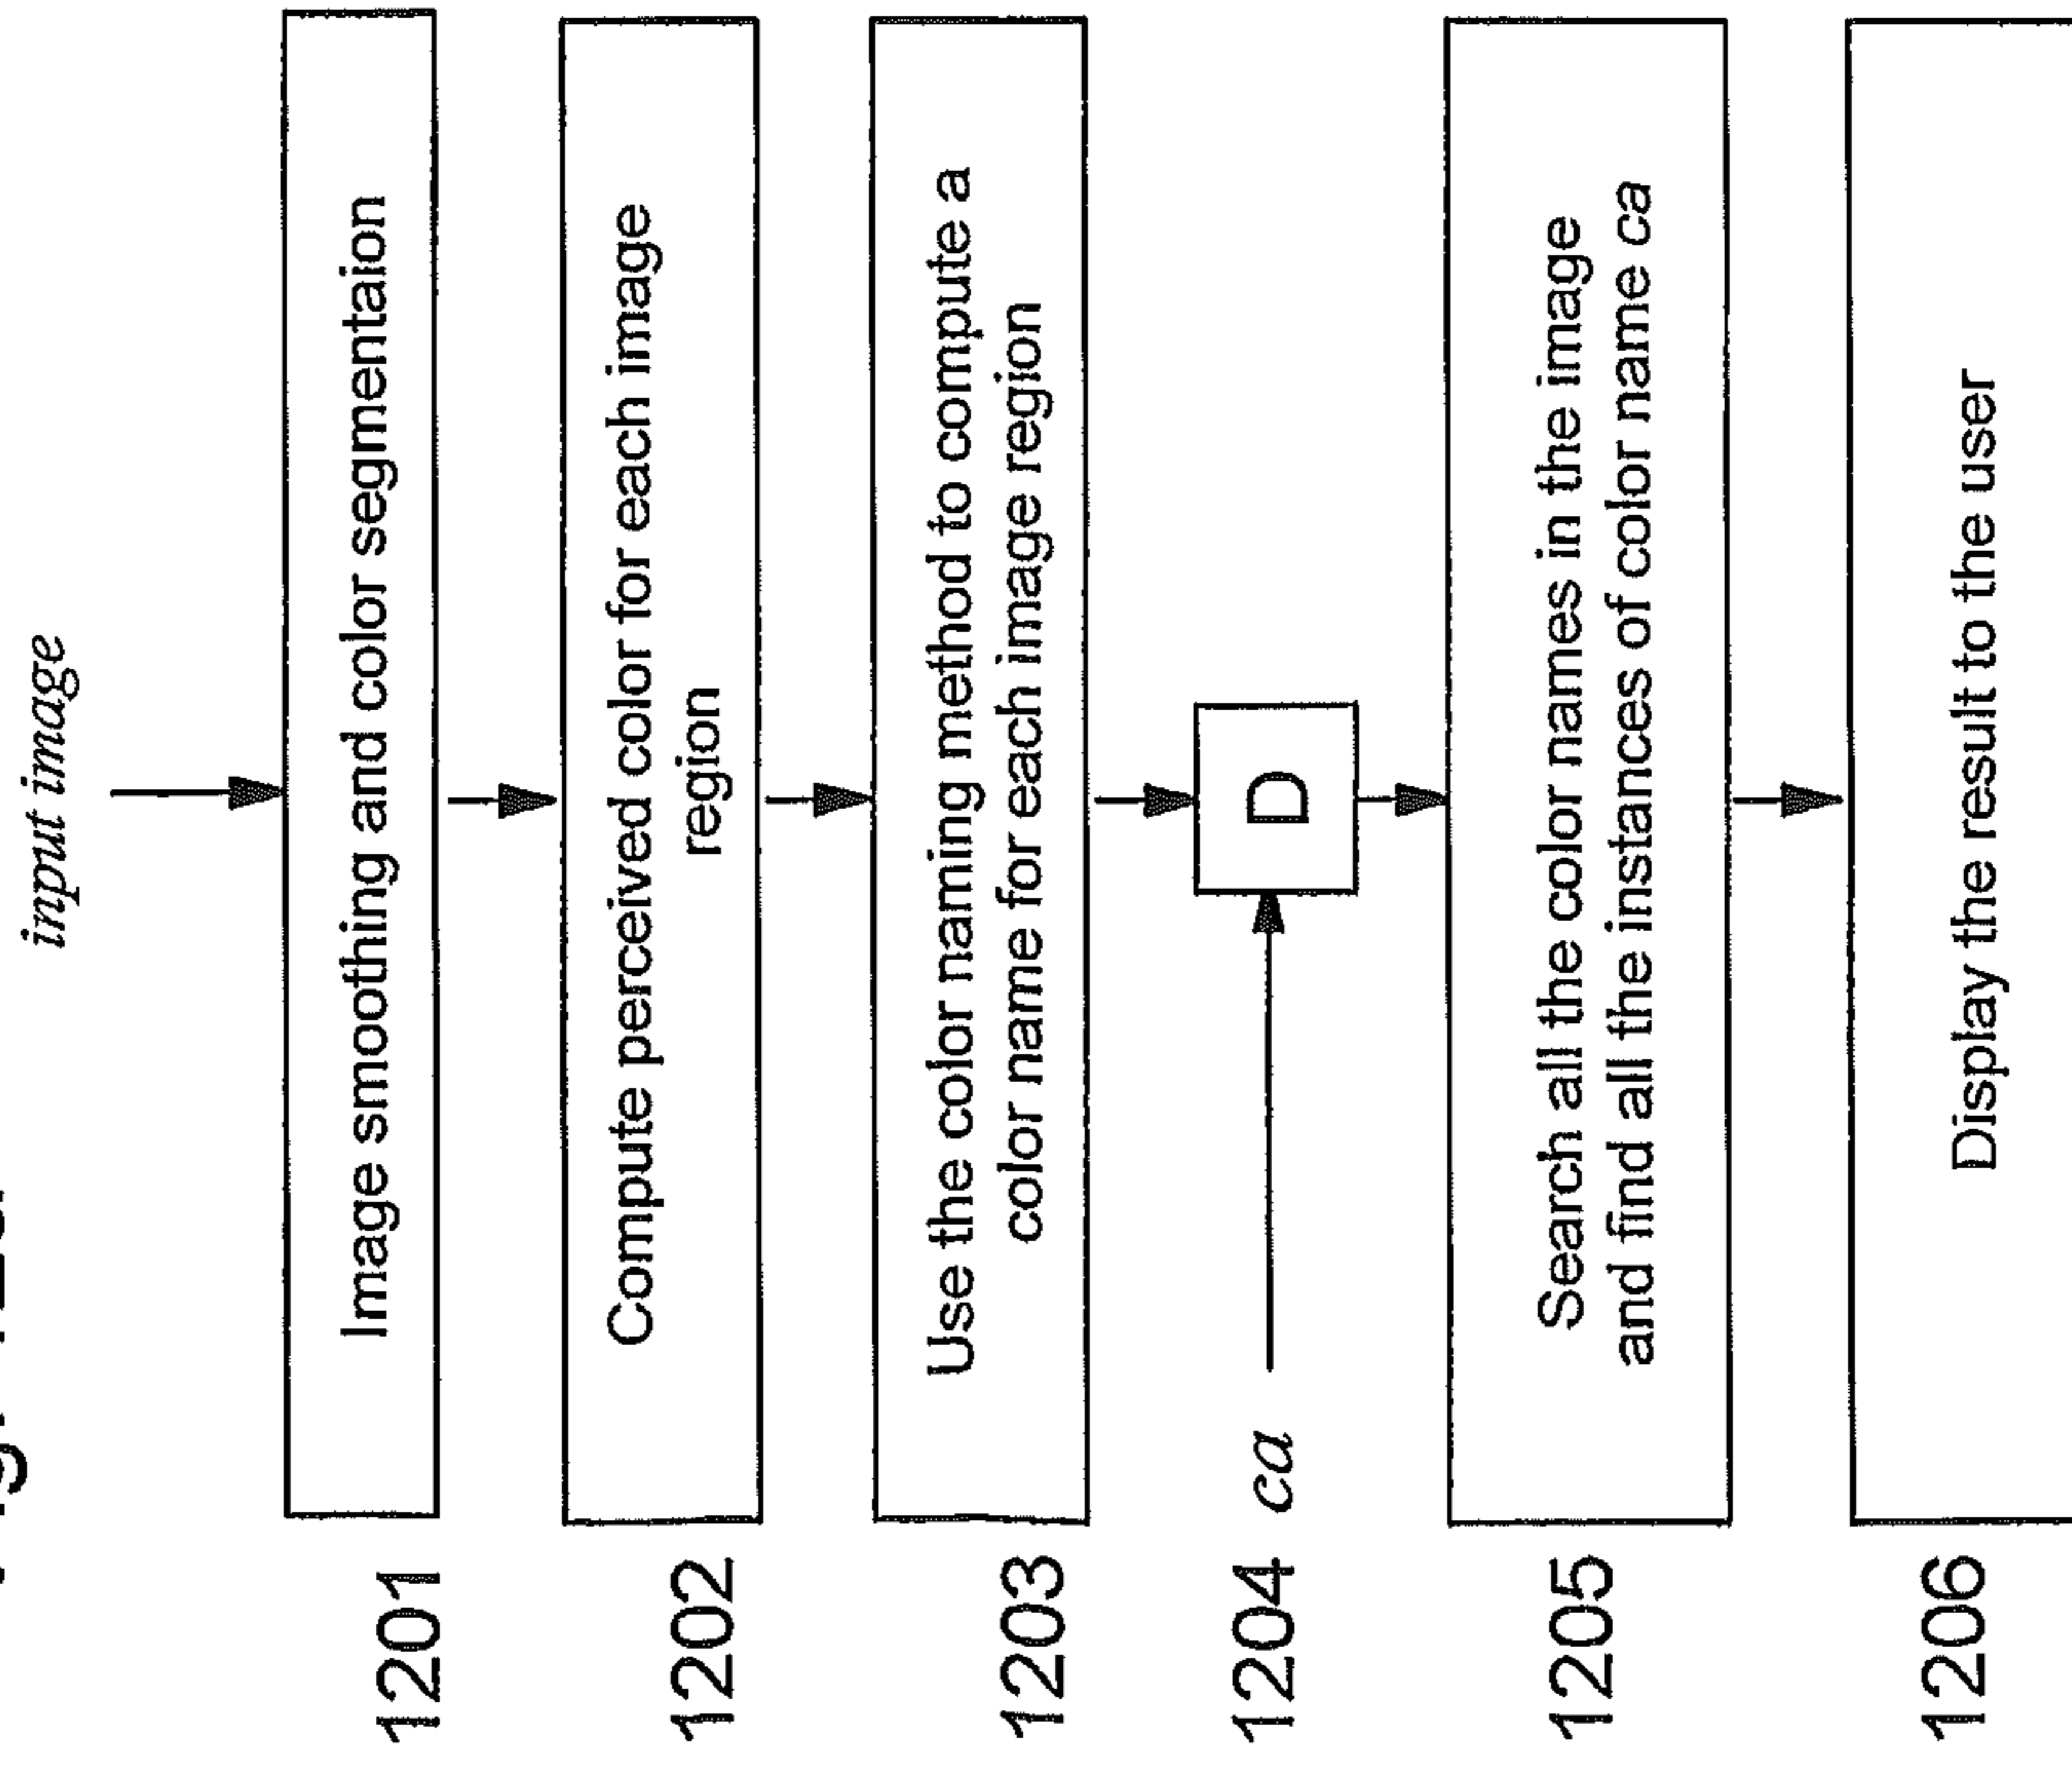 input image
1201
Image smoothing and color segmentaion
1202
Compute perceived color for each image
region
1203
Use the color naming method to compute a
color name for each image region
1204
ca
D
1205
Search all the color names in the image
and find all the instances of color name ca
1206
Display the result to the user